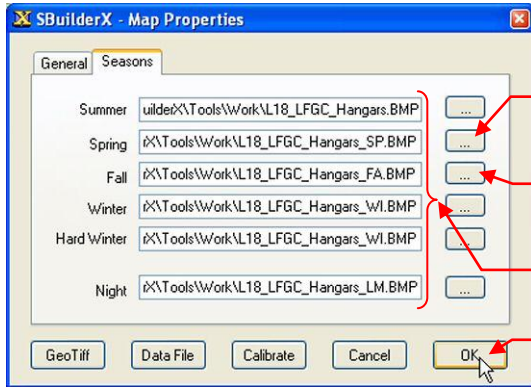 SBuilderX - Map Properties
General Seasons
Summer uilderX\Tools\Work\L18_LFGC_Hangars.BMP ...
Spring rX\Tools\Work\L18_LFGC_Hangars_SP.BMP ...
Fall rX\Tools\Work\L18_LFGC_Hangars_FA.BMP ...
Winter rX\Tools\Work\L18_LFGC_Hangars_WI.BMP ...
Hard Winter rX\Tools\Work\L18_LFGC_Hangars_WI.BMP ...
Night rX\Tools\Work\L18_LFGC_Hangars_LM.BMP ...
GeoTiff Data File Calibrate Cancel OK